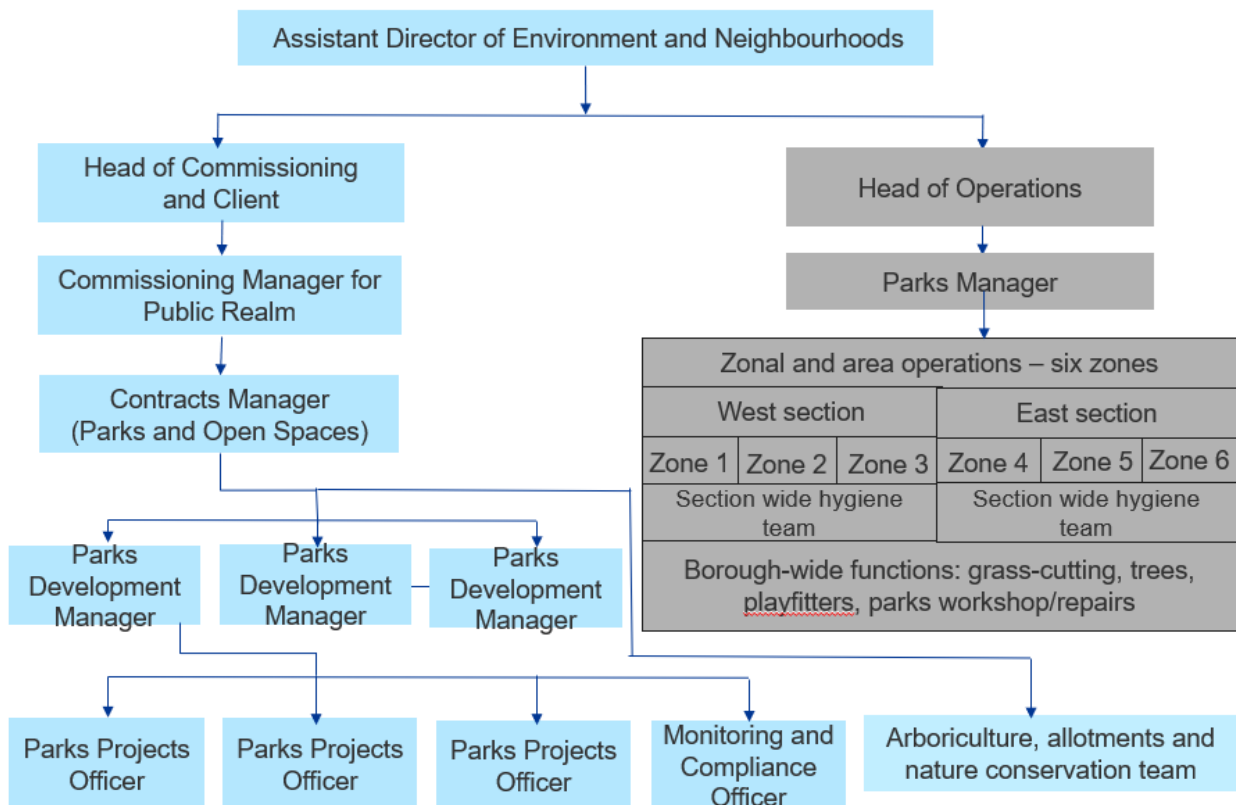 Assistant Director of Environment and Neighbourhoods
Head of Commissioning
and Client
Head of Operations
Commissioning Manager for
Public Realm
Parks Manager
Contracts Manager
(Parks and Open Spaces)
Zonal and area operations – six zones
West section
East section
Zone 1
Zone 2
Zone 3
Zone 4
Zone 5
Zone 6
Section wide hygiene
team
Section wide hygiene
team
Borough-wide functions: grass-cutting, trees,
playfitters, parks workshop/repairs
Parks
Development
Manager
Parks
Development
Manager
Parks
Development
Manager
Parks Projects
Officer
Parks Projects
Officer
Parks Projects
Officer
Monitoring and
Compliance
Officer
Arboriculture, allotments and
nature conservation team